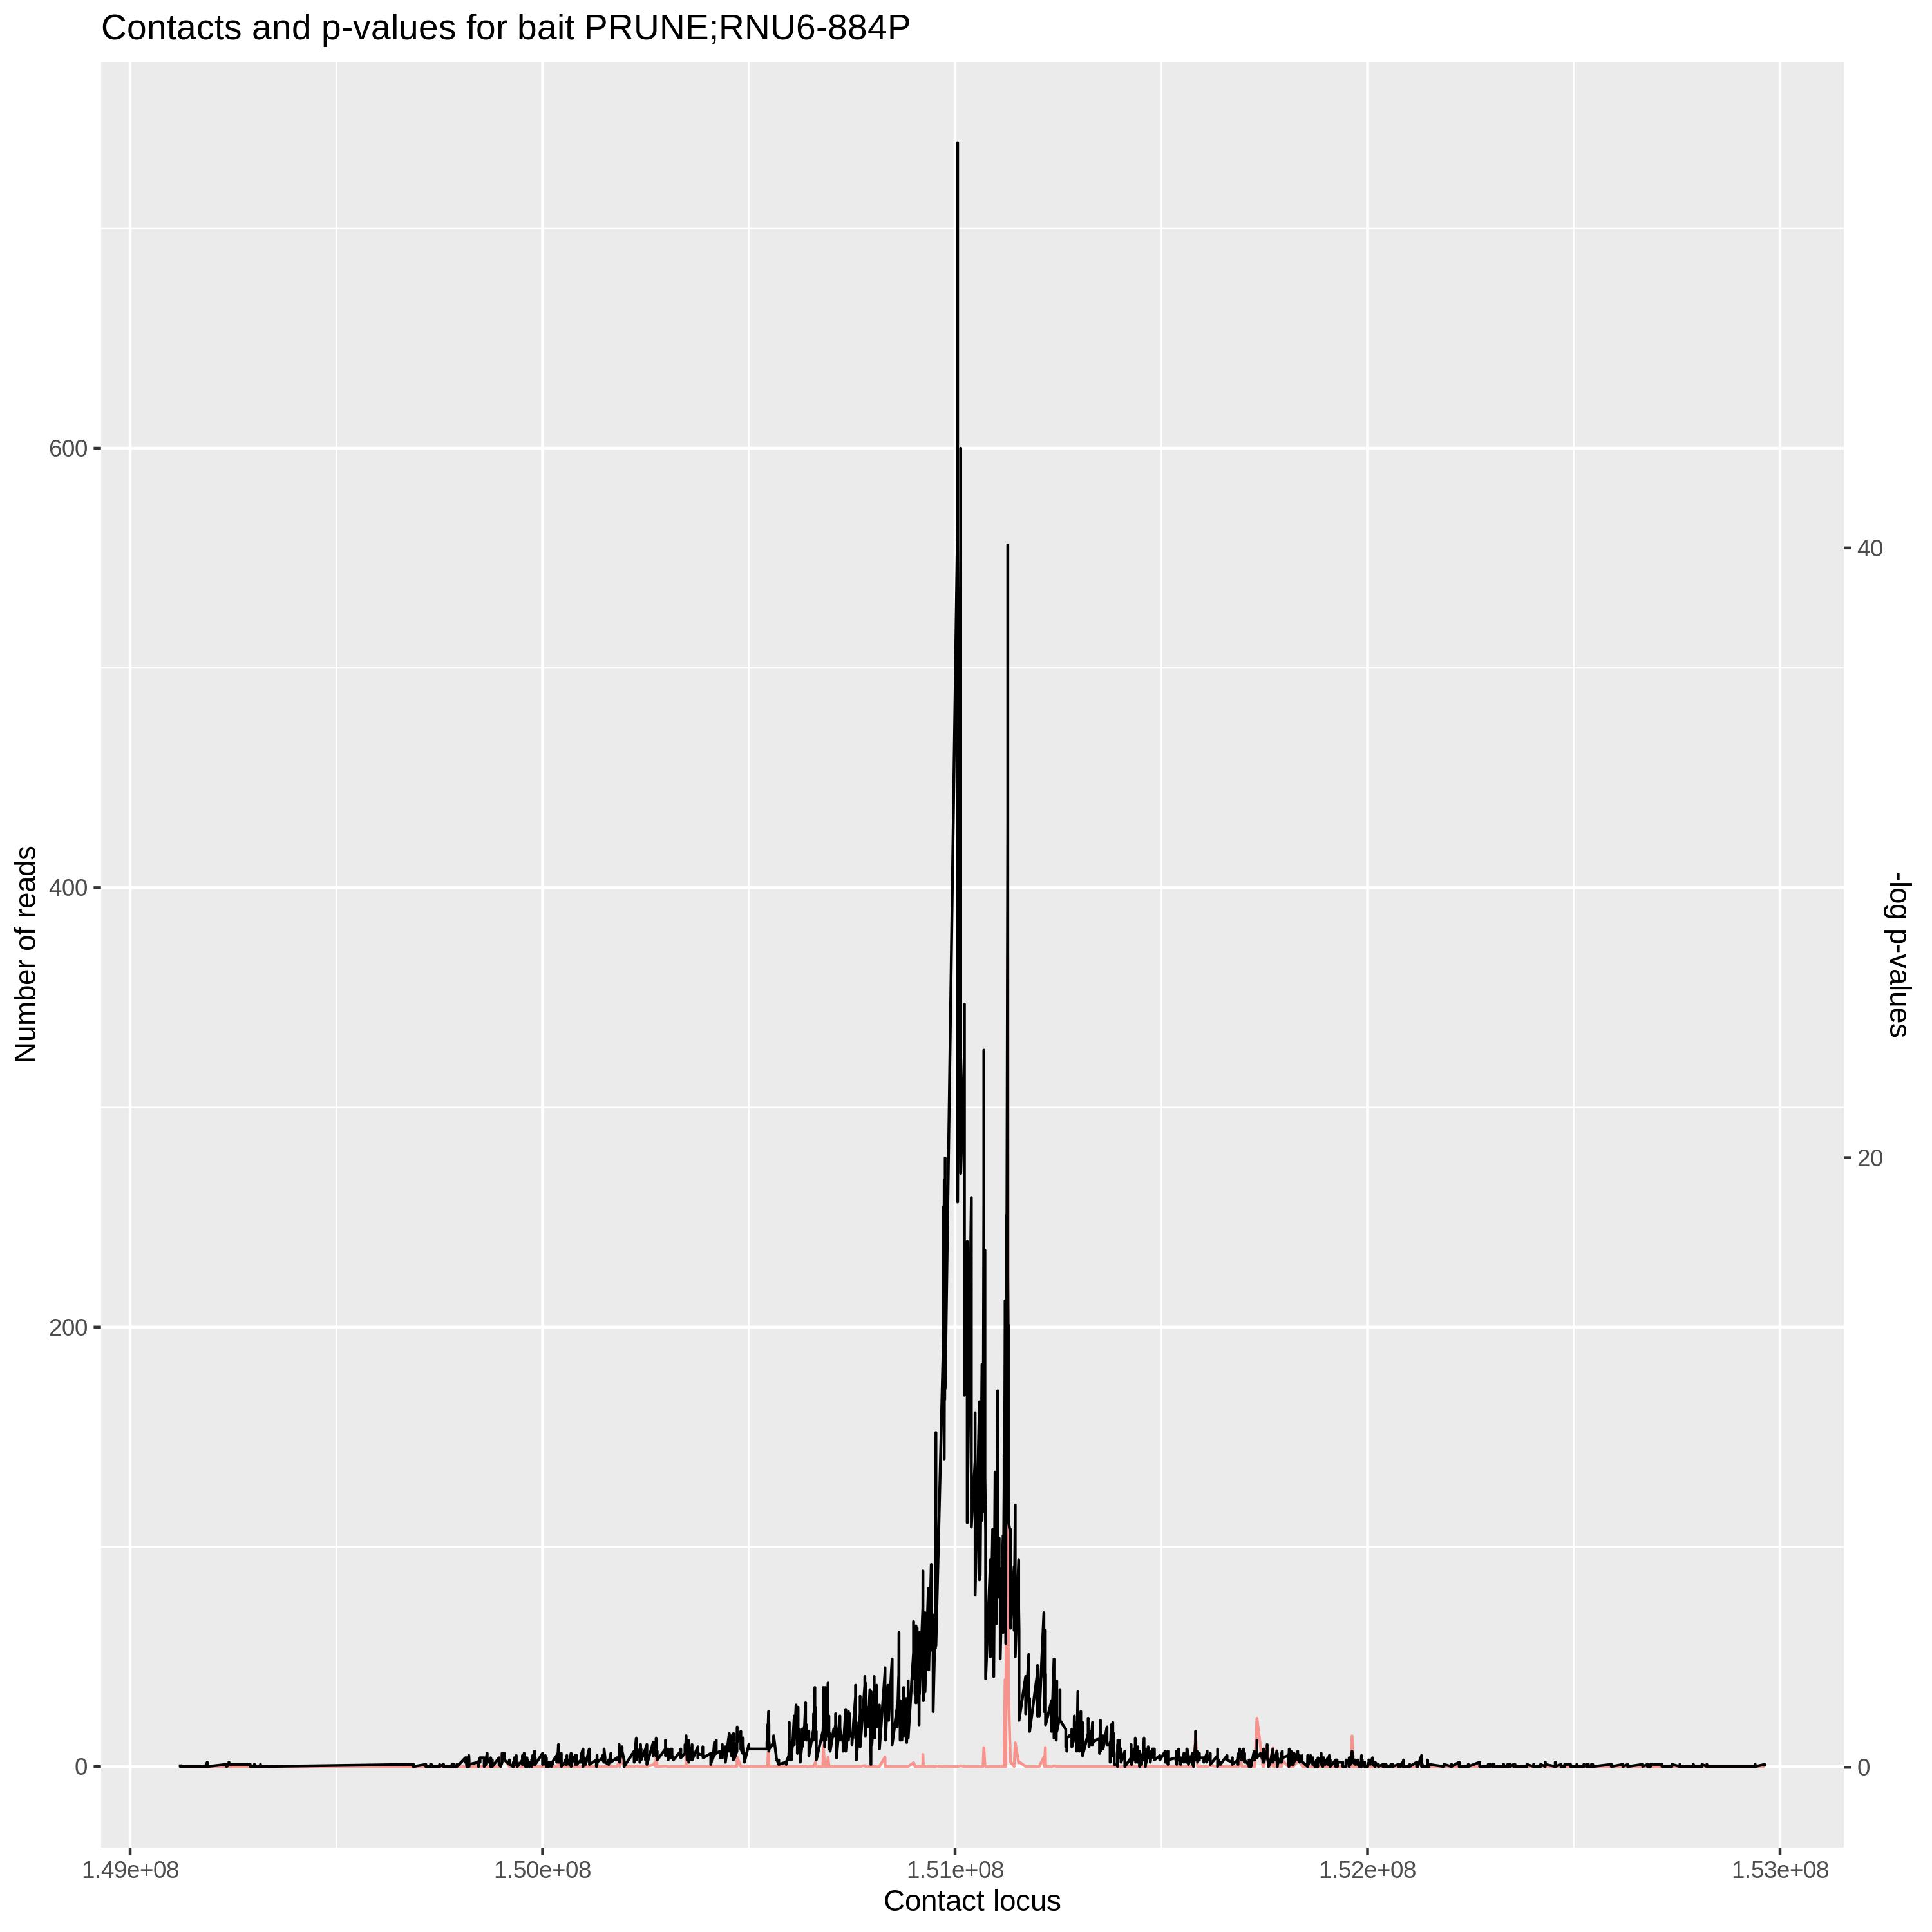 Contacts and p-values for bait PRUNE;RNU6-884P
Number of reads
600
400
200
0
40
20
0
-log p-values
1.49e+08 1.50e+08 1.51e+08 1.52e+08 1.53e+08
Contact locus